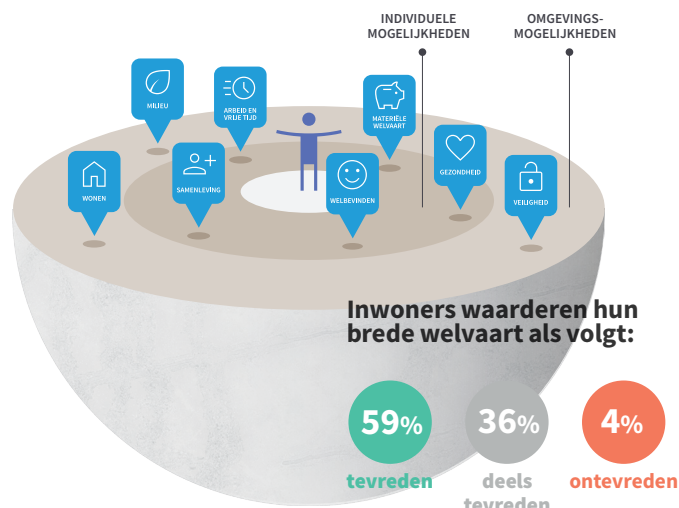 INDIVIDUELE
MOGELIJKHEDEN
OMGEVINGS-
MOGELIJKHEDEN
MILIEU
ARBEID EN
VRIJE TIJD
MATERIËLE
WELVAART
WONEN
SAMENLEVING
WELBEVINDEN
GEZONDHEID
VEILIGHEID
Inwoners waarderen hun
brede welvaart als volgt:
59%
36%
4%
tevreden
deels
tevreden
ontevreden